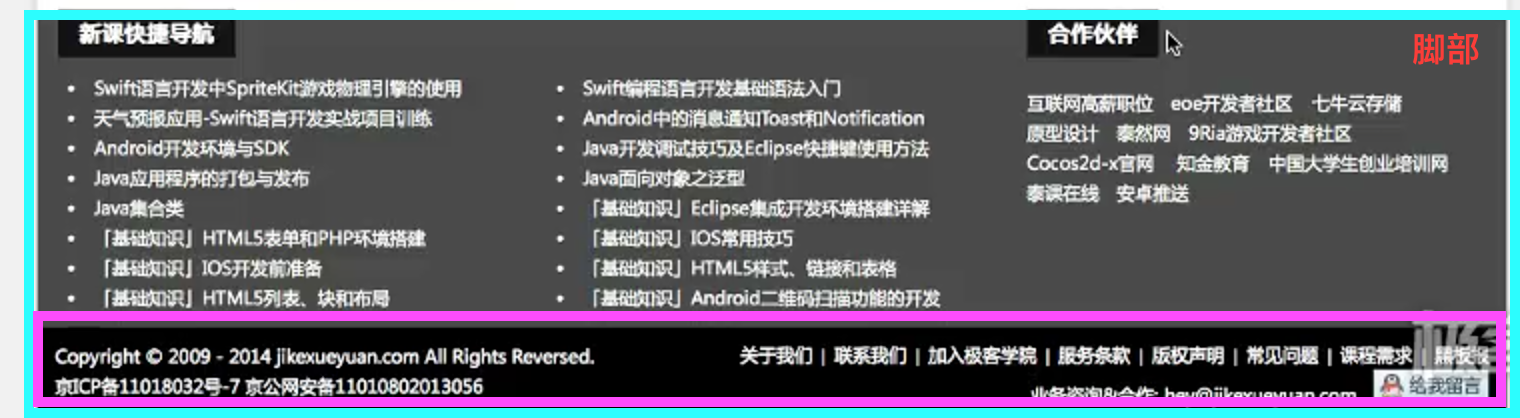 新课快捷导航
合作伙伴
脚部
Swift语言开发中SpriteKit游戏物理引擎的使用
天气预报应用-Swift语言开发实战项目训练
Android开发环境与SDK
Java应用程序的打包与发布
Java集合类
「基础知识」HTML5表单和PHP环境搭建
「基础知识」IOS开发前准备
「基础知识」HTML5列表、块和布局
Swift编程语言开发基础语法入门
Android中的消息通知Toast和Notification
Java开发调试技巧及Eclipse快捷键使用方法
Java面向对象之泛型
「基础知识」Eclipse集成开发环境搭建详解
「基础知识」IOS常用技巧
「基础知识」HTML5样式、链接和表格
「基础知识」Android二维码扫描功能的开发
互联网高薪职位 eoe开发者社区 七牛云存储
原型设计 泰然网 9Ria游戏开发者社区
Cocos2d-x官网 知金教育 中国大学生创业培训网
泰课在线 安卓推送
Copyright © 2009 - 2014 jikexueyuan.com All Rights Reversed.
京ICP备11018032号-7 京公网安备11010802013056
关于我们 | 联系我们 | 加入极客学院 | 服务条款 | 版权声明 | 常见问题 | 课程需求 |
业务咨询&合作: hey@jikexueyuan.com
给我留言